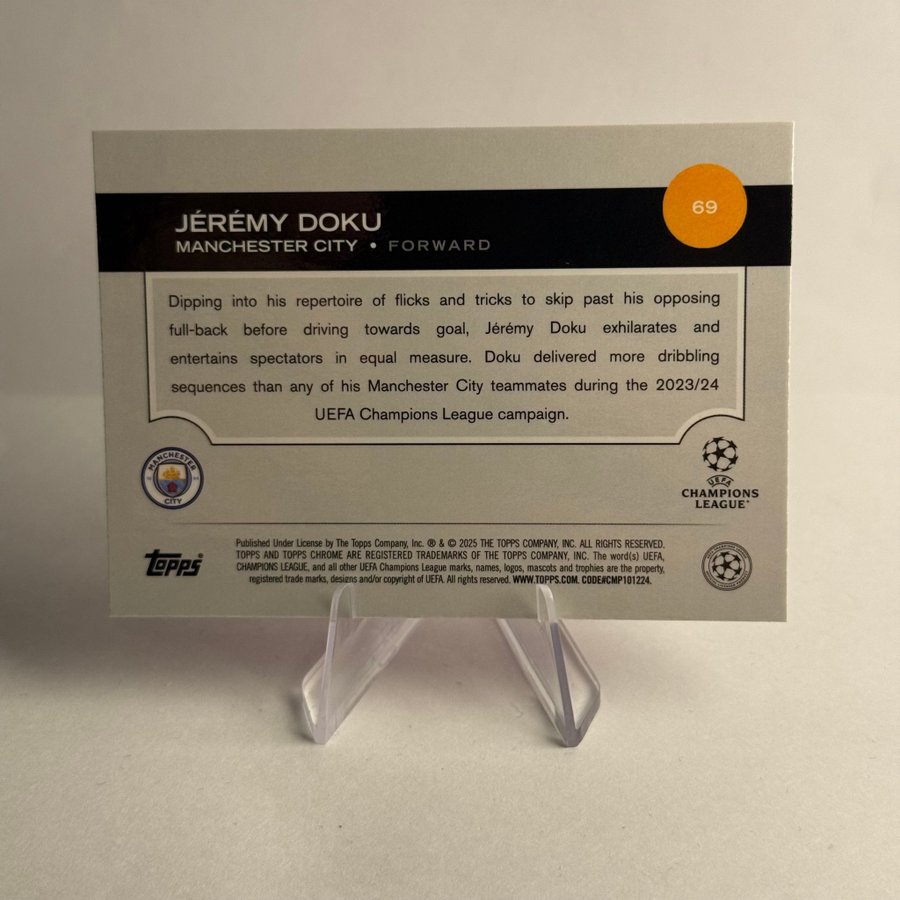 JÉRÉMY DOKU
MANCHESTER CITY • FORWARD
69
Dipping into his repertoire of flicks and tricks to skip past his opposing
full-back before driving towards goal, Jérémy Doku exhilarates and
entertains spectators in equal measure. Doku delivered more dribbling
sequences than any of his Manchester City teammates during the 2023/24
UEFA Champions League campaign.
MANCHESTER
CITY
UEFA
CHAMPIONS
LEAGUE
topps
Published Under License by The Topps Company, Inc. ® & © 2025 THE TOPPS COMPANY, INC. ALL RIGHTS RESERVED.
TOPPS AND TOPPS CHROME ARE REGISTERED TRADEMARKS OF THE TOPPS COMPANY, INC. The word(s) UEFA,
CHAMPIONS LEAGUE, and all other UEFA Champions League marks, names, logos, mascots and trophies are the property,
registered trade marks, designs and/or copyright of UEFA. All rights reserved. WWW.TOPPS.COM. CODE#CMP101224.